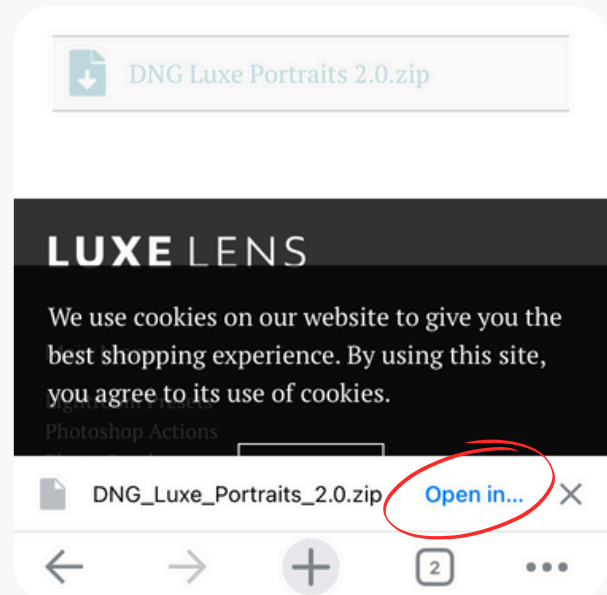 DNG Luxe Portraits 2.0.zip
LUXE LENS
We use cookies on our website to give you the
best shopping experience. By using this site,
you agree to its use of cookies.
Lightroom Presets
Photoshop Actions
DNG_Luxe_Portraits_2.0.zip Open in...
2